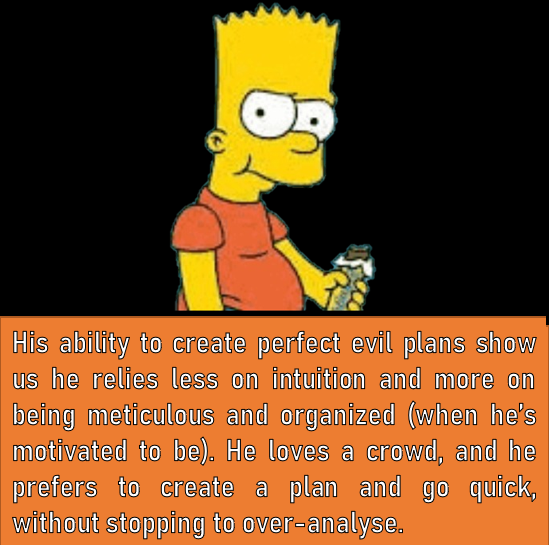 His ability to create perfect evil plans show
us he relies less on intuition and more on
being meticulous and organized (when he's
motivated to be). He loves a crowd, and he
prefers to create a plan and go quick,
without stopping to over-analyse.